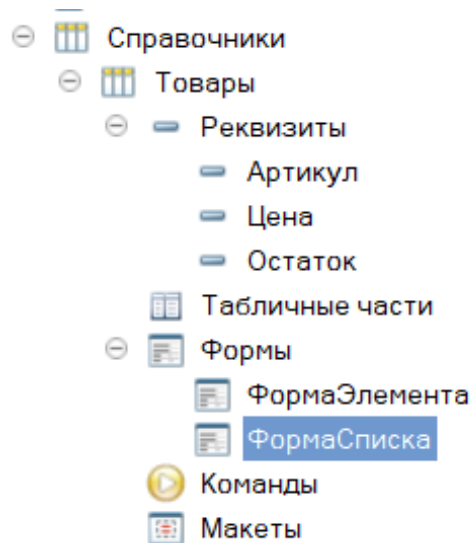 Справочники
Товары
Реквизиты
Артикул
Цена
Остаток
Табличные части
Формы
ФормаЭлемента
ФормаСписка
Команды
Макеты